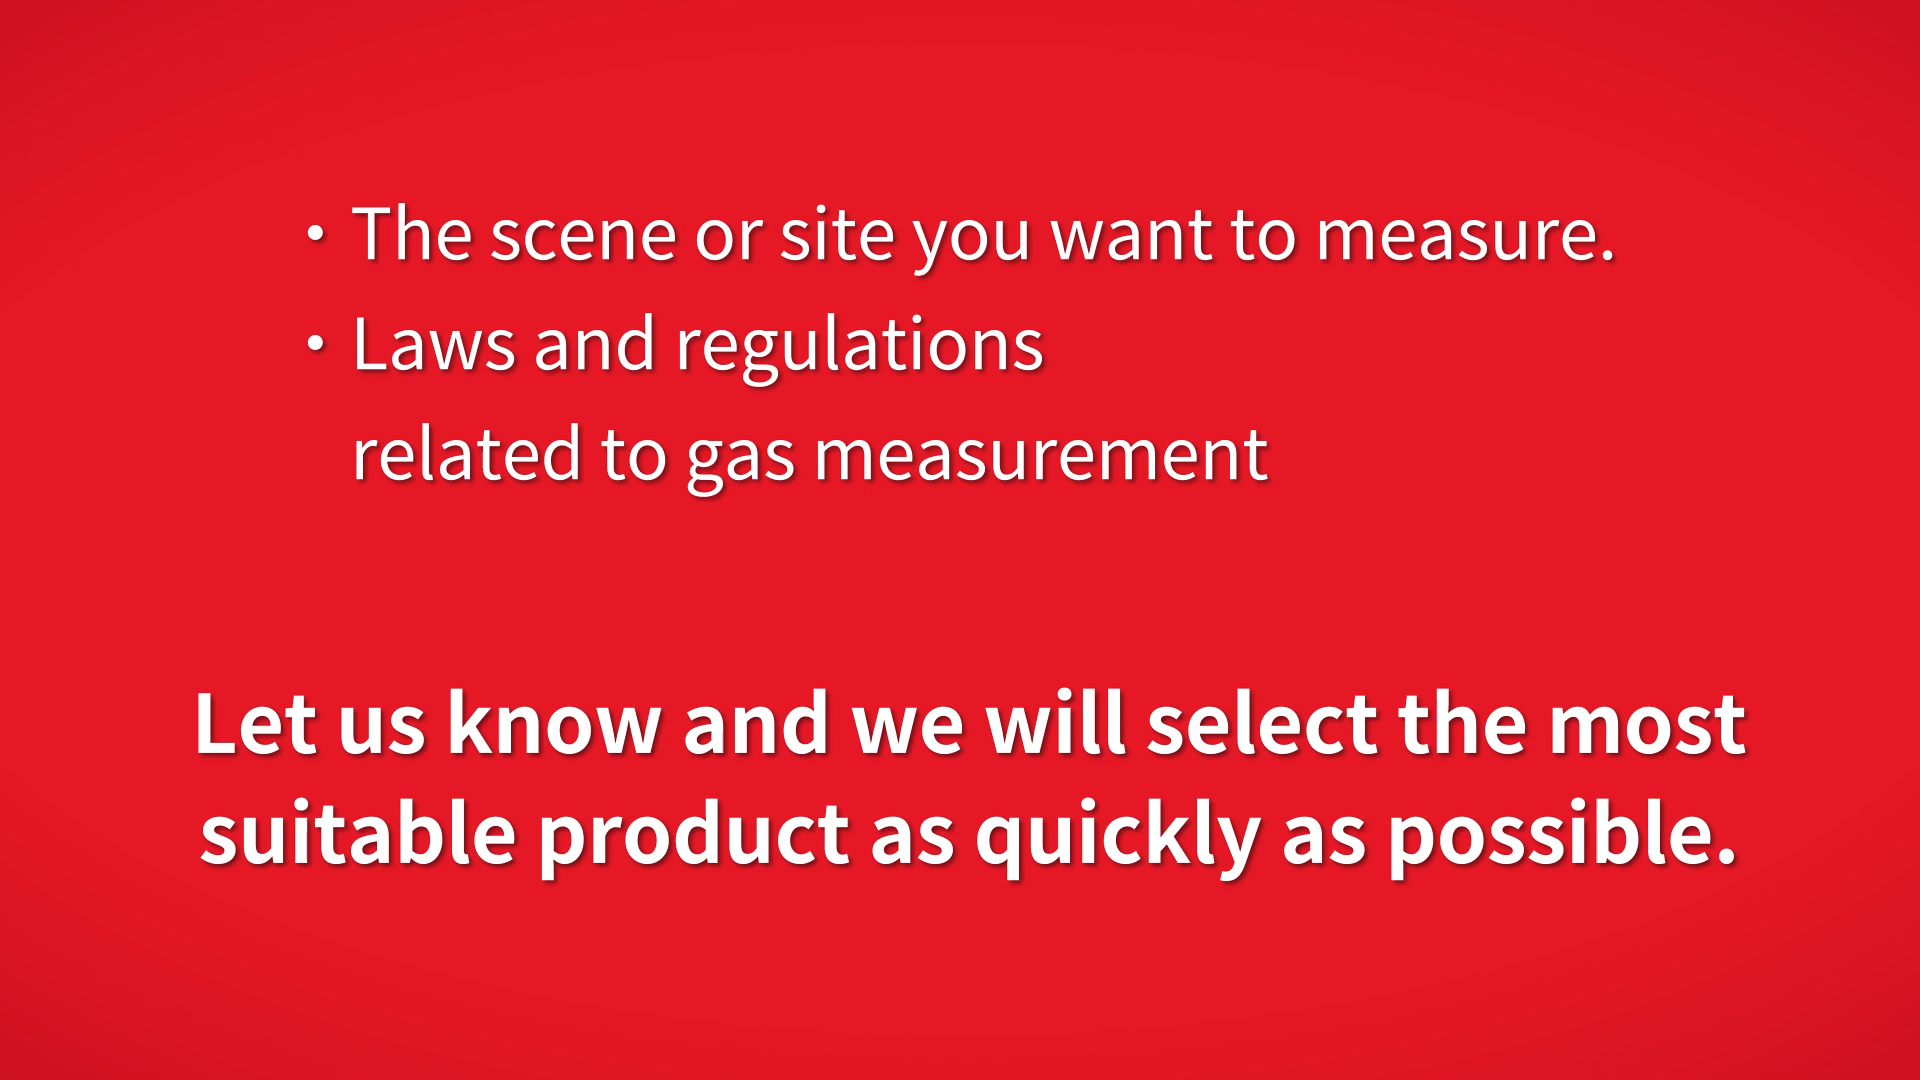 ・The scene or site you want to measure.
・Laws and regulations
related to gas measurement
Let us know and we will select the most
suitable product as quickly as possible.